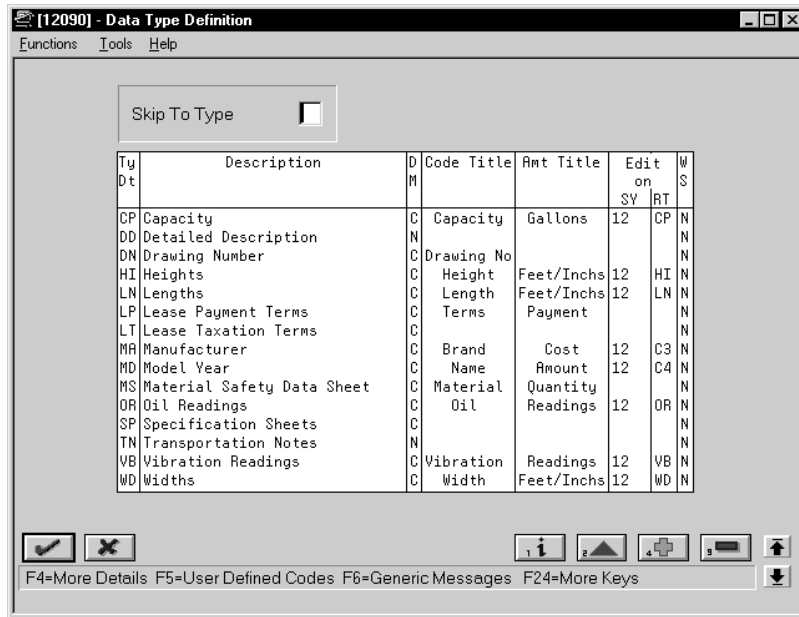 [12090] - Data Type Definition
Functions Tools Help
Skip To Type
Ty Description D Code Title Amt Title Edit W
Dt M on S
SY RT
CP Capacity C Capacity Gallons 12 CP N
DD Detailed Description N N
DN Drawing Number C Drawing No N
HI Heights C Height Feet/Inchs 12 HI N
LN Lengths C Length Feet/Inchs 12 LN N
LP Lease Payment Terms C Terms Payment N
LT Lease Taxation Terms C N
MA Manufacturer C Brand Cost 12 C3 N
MD Model Year C Name Amount 12 C4 N
MS Material Safety Data Sheet C Material Quantity N
OR Oil Readings C Oil Readings 12 OR N
SP Specification Sheets C N
TN Transportation Notes N N
VB Vibration Readings C Vibration Readings 12 VB N
WD Widths C Width Feet/Inchs 12 WD N
1 i 2 4 9
F4=More Details F5=User Defined Codes F6=Generic Messages F24=More Keys